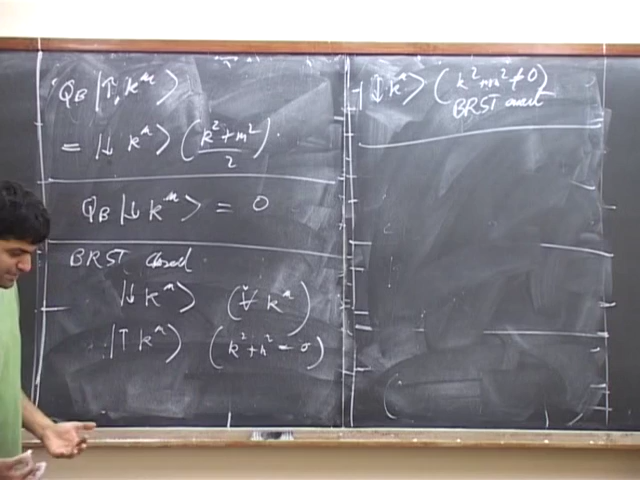 Q_B |↑, k^μ ⟩
= |↓ k^μ ⟩ ( (k² + m²) / 2 ) .
Q_B |↓ k^μ ⟩ = 0
BRST closed
|↓ k^μ ⟩ (∀ k^μ)
|↑ k^μ ⟩ (k² + m² = 0)
|↓ k^μ ⟩ (k² + m² ≠ 0)
BRST exact